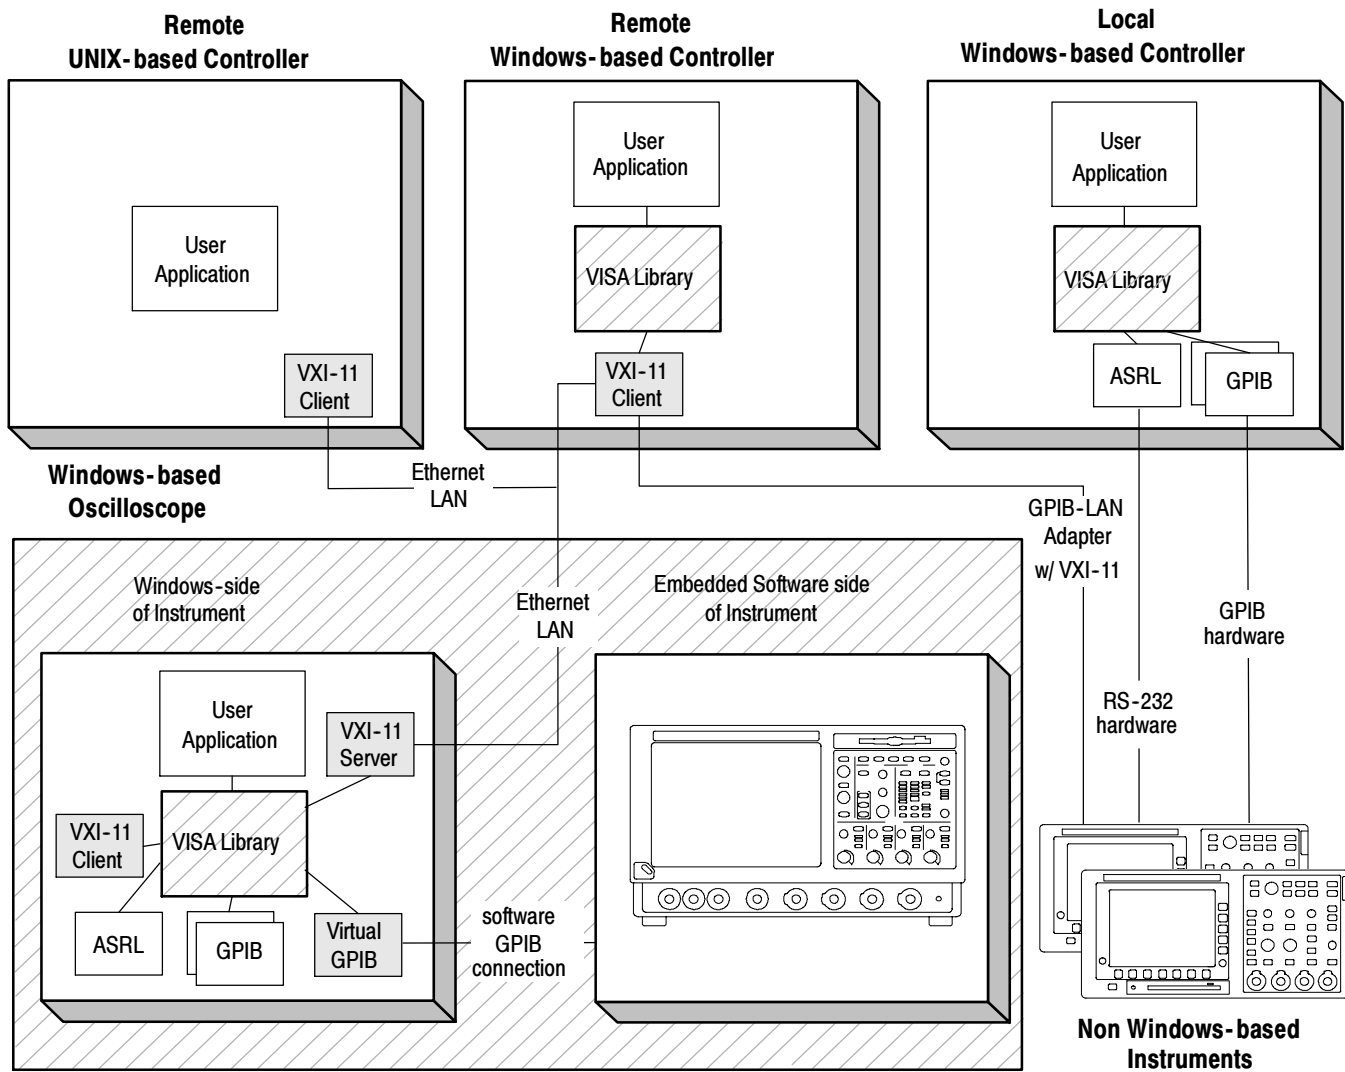 Remote
UNIX-based Controller
Remote
Windows-based Controller
Local
Windows-based Controller
User
Application
VXI-11
Client
User
Application
VISA Library
VXI-11
Client
User
Application
VISA Library
ASRL
GPIB
Ethernet
LAN
Windows-based
Oscilloscope
GPIB-LAN
Adapter
w/ VXI-11
Windows-side
of Instrument
Ethernet
LAN
Embedded Software side
of Instrument
GPIB
hardware
RS-232
hardware
User
Application
VXI-11
Server
VXI-11
Client
VISA Library
ASRL
GPIB
Virtual
GPIB
software
GPIB
connection
Non Windows-based
Instruments